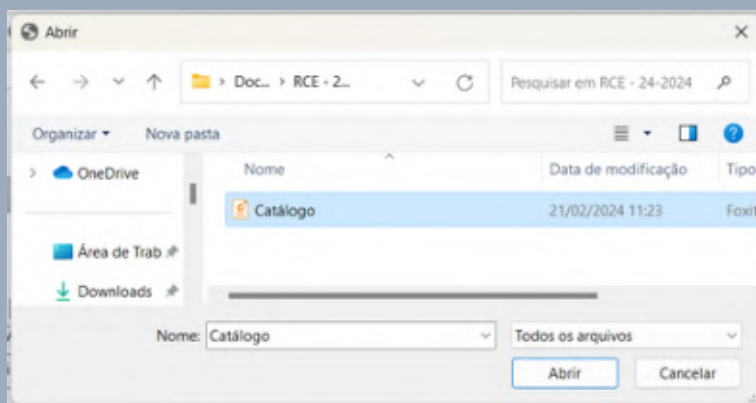 Abrir
Doc... > RCE - 2...
Pesquisar em RCE - 24-2024
Organizar
Nova pasta
OneDrive
Nome
Data de modificação
Tipo
Catálogo
21/02/2024 11:23
Foxit
Área de Trab
Downloads
Nome: Catálogo
Todos os arquivos
Abrir
Cancelar